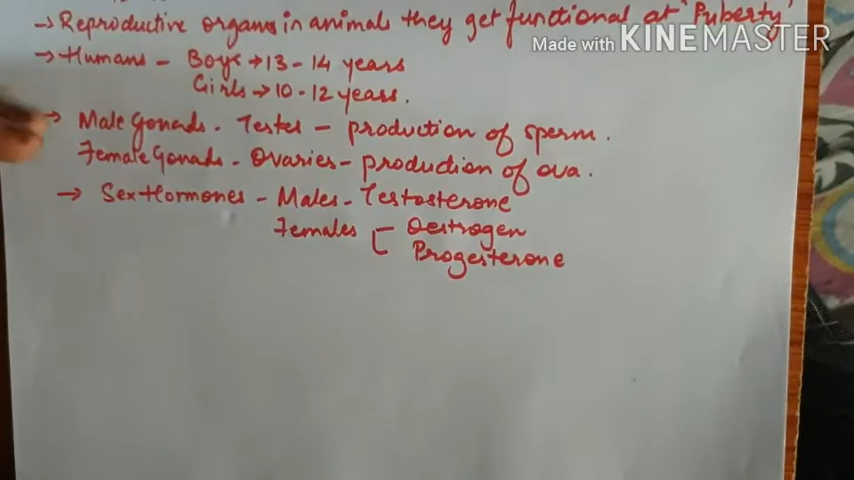 → Reproductive organs in animals they get functional at 'Puberty'
Made with KINEMASTER
→ Humans - Boys → 13 - 14 years
Girls → 10 - 12 years.
→ Male Gonads - Testes - production of sperm.
Female Gonads - Ovaries - production of ova.
→ Sex Hormones - Males - Testosterone
Females [ Oestrogen
Progesterone